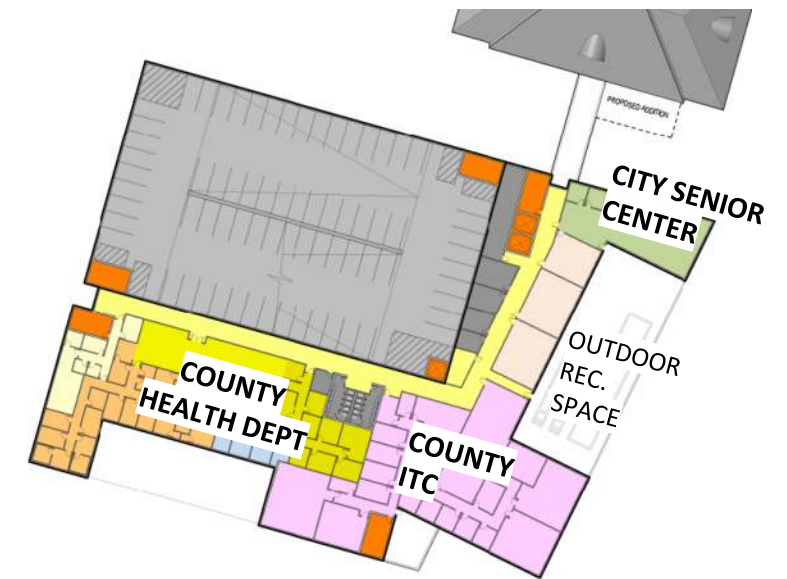 PROPOSED ADDITION
CITY SENIOR
CENTER
OUTDOOR
REC.
SPACE
COUNTY
HEALTH DEPT
COUNTY
ITC